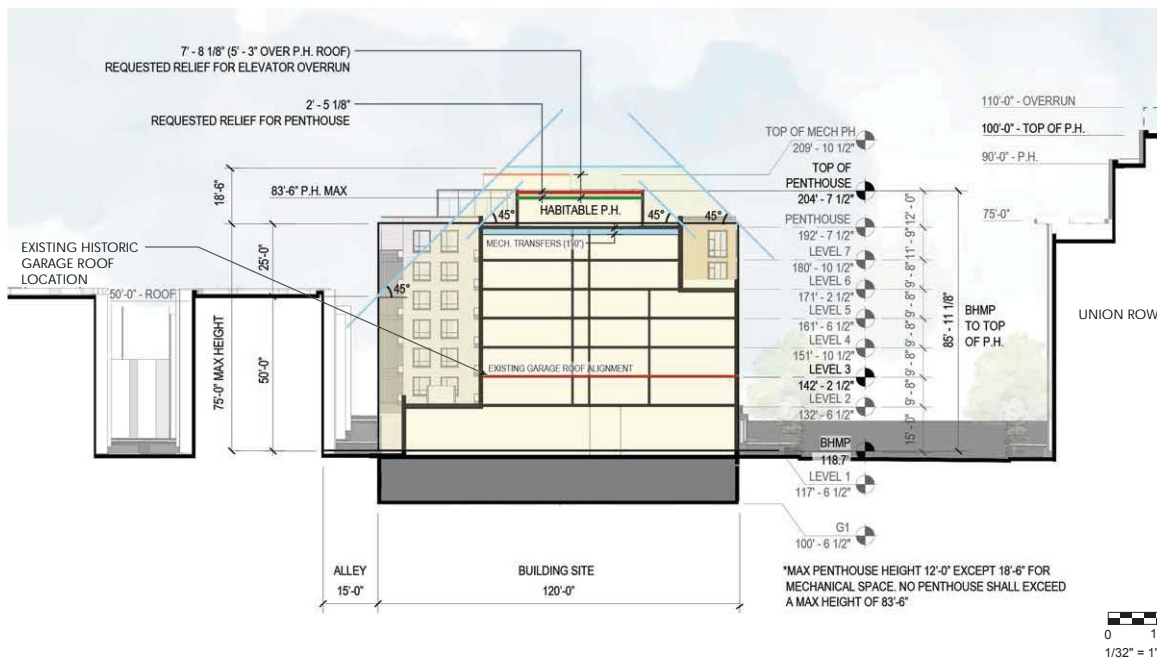 7' - 8 1/8" (5' - 3" OVER P.H. ROOF)
REQUESTED RELIEF FOR ELEVATOR OVERRUN
2' - 5 1/8"
REQUESTED RELIEF FOR PENTHOUSE
18'-6"
83'-6" P.H. MAX
EXISTING HISTORIC
GARAGE ROOF
LOCATION
25'-0"
50'-0" - ROOF
75'-0" MAX HEIGHT
50'-0"
45°
45°
45°
45°
HABITABLE P.H.
MECH. TRANSFERS (1'0")
EXISTING GARAGE ROOF ALIGNMENT
TOP OF MECH PH.
209' - 10 1/2"
TOP OF
PENTHOUSE
204' - 7 1/2"
PENTHOUSE
192' - 7 1/2"
LEVEL 7
180' - 10 1/2"
LEVEL 6
171' - 2 1/2"
LEVEL 5
161' - 6 1/2"
LEVEL 4
151' - 10 1/2"
LEVEL 3
142' - 2 1/2"
LEVEL 2
132' - 6 1/2"
BHMP
118.7'
LEVEL 1
117' - 6 1/2"
G1
100' - 6 1/2"
12' - 0"
11' - 9"
9' - 8"
9' - 8"
9' - 8"
9' - 8"
9' - 8"
15' - 0"
85' - 11 1/8"
BHMP
TO TOP
OF P.H.
110'-0" - OVERRUN
100'-0" - TOP OF P.H.
90'-0" - P.H.
75'-0"
UNION ROW
ALLEY
15'-0"
BUILDING SITE
120'-0"
*MAX PENTHOUSE HEIGHT 12'-0" EXCEPT 18'-6" FOR
MECHANICAL SPACE. NO PENTHOUSE SHALL EXCEED
A MAX HEIGHT OF 83'-6"
0 1
1/32" = 1'